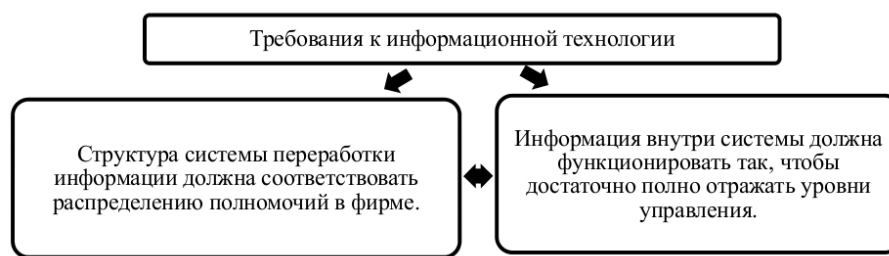 Требования к информационной технологии
Структура системы переработки
информации должна соответствовать
распределению полномочий в фирме.
Информация внутри системы должна
функционировать так, чтобы
достаточно полно отражать уровни
управления.